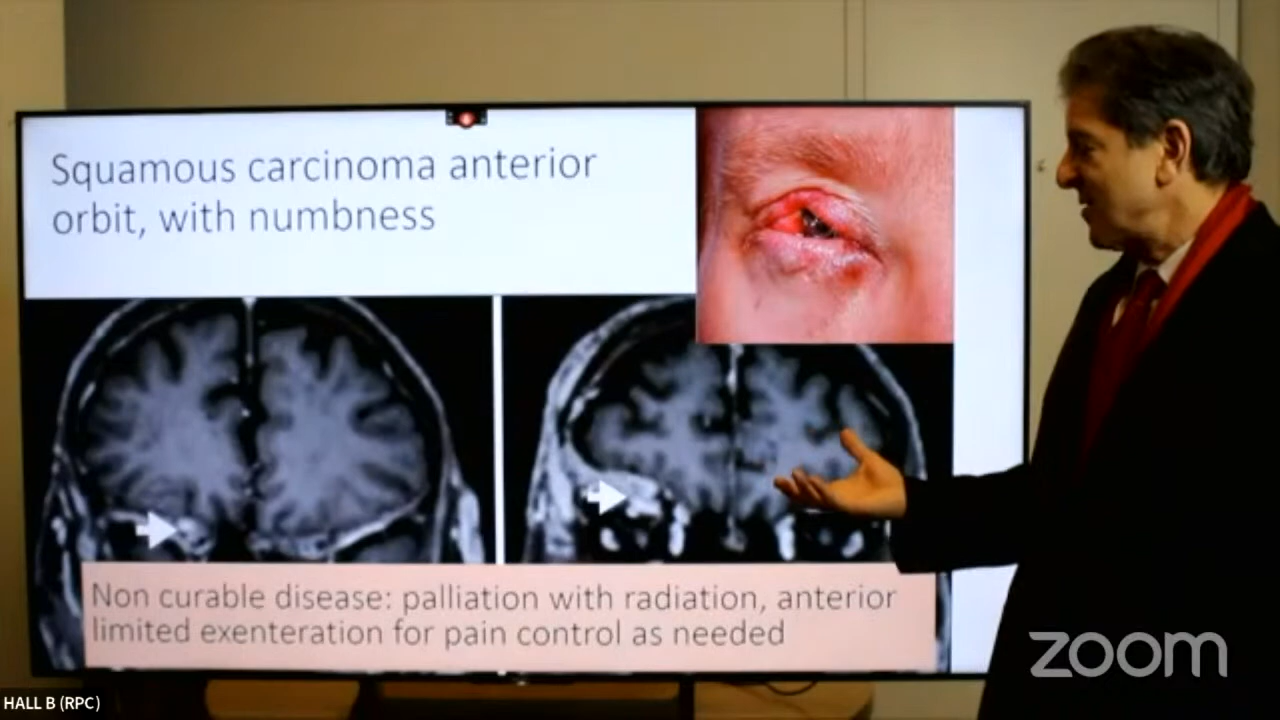 Squamous carcinoma anterior
orbit, with numbness
Non curable disease: palliation with radiation, anterior
limited exenteration for pain control as needed
zoom
HALL B (RPC)